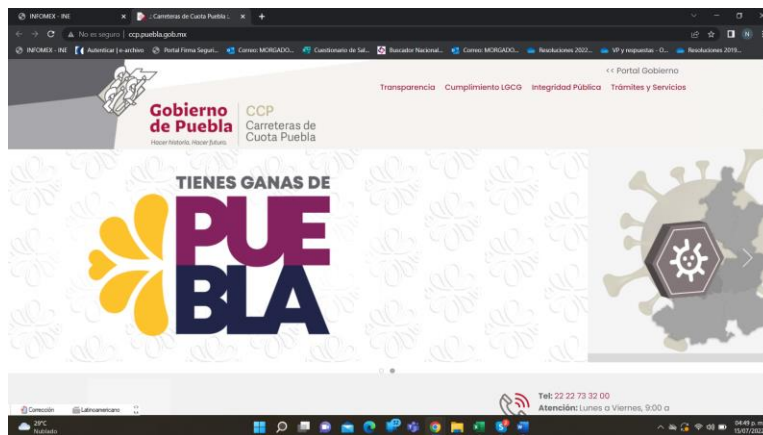 INFOMEX - INE
.: Carreteras de Cuota Puebla :.
No es seguro | ccp.puebla.gob.mx
INFOMEX - INE
Autenticar | e-archivo
Portal Firma Seguri...
Correo: MORGADO...
Cuestionario de Sal...
Buscador Nacional...
Correo: MORGADO...
Resoluciones 2022...
VP y respuestas - O...
Resoluciones 2019...
<< Portal Gobierno
Transparencia Cumplimiento LGCG Integridad Pública Trámites y Servicios
Gobierno
de Puebla
Hacer historia. Hacer futuro.
CCP
Carreteras de
Cuota Puebla
TIENES GANAS DE
PUE
BLA
Tel: 22 22 73 32 00
Atención: Lunes a Viernes, 9:00 a
Corrección
Latinoamericano
29°C
Nublado
04:49 p. m.
15/07/2022